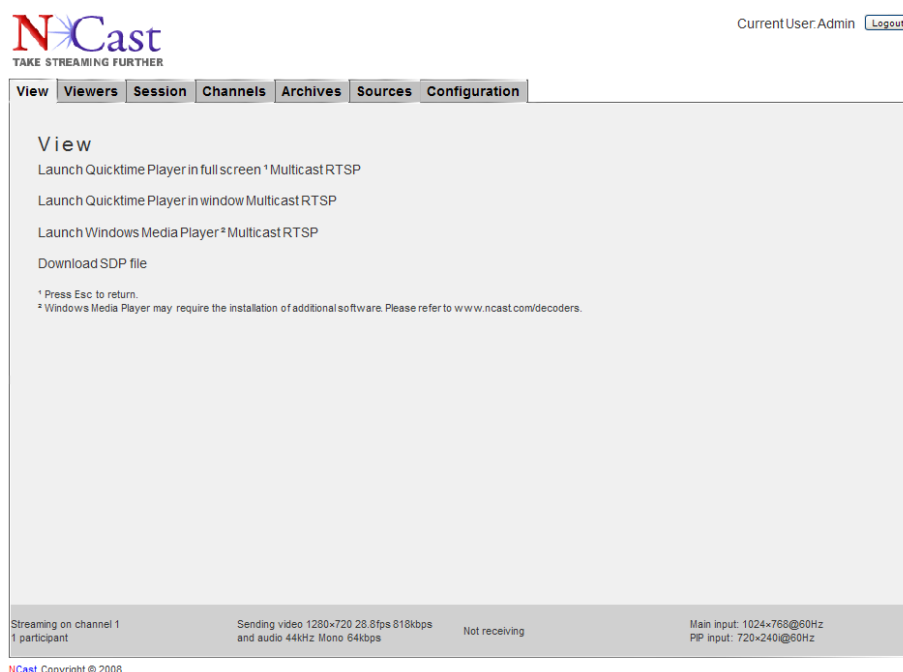 NCast
Current User: Admin Logout
TAKE STREAMING FURTHER
View Viewers Session Channels Archives Sources Configuration
View
Launch Quicktime Player in full screen ¹ Multicast RTSP
Launch Quicktime Player in window Multicast RTSP
Launch Windows Media Player ² Multicast RTSP
Download SDP file
¹ Press Esc to return.
² Windows Media Player may require the installation of additional software. Please refer to www.ncast.com/decoders.
Streaming on channel 1
1 participant
Sending video 1280×720 28.8fps 818kbps
and audio 44kHz Mono 64kbps
Not receiving
Main input: 1024×768@60Hz
PIP input: 720×240i@60Hz
NCast Copyright © 2008